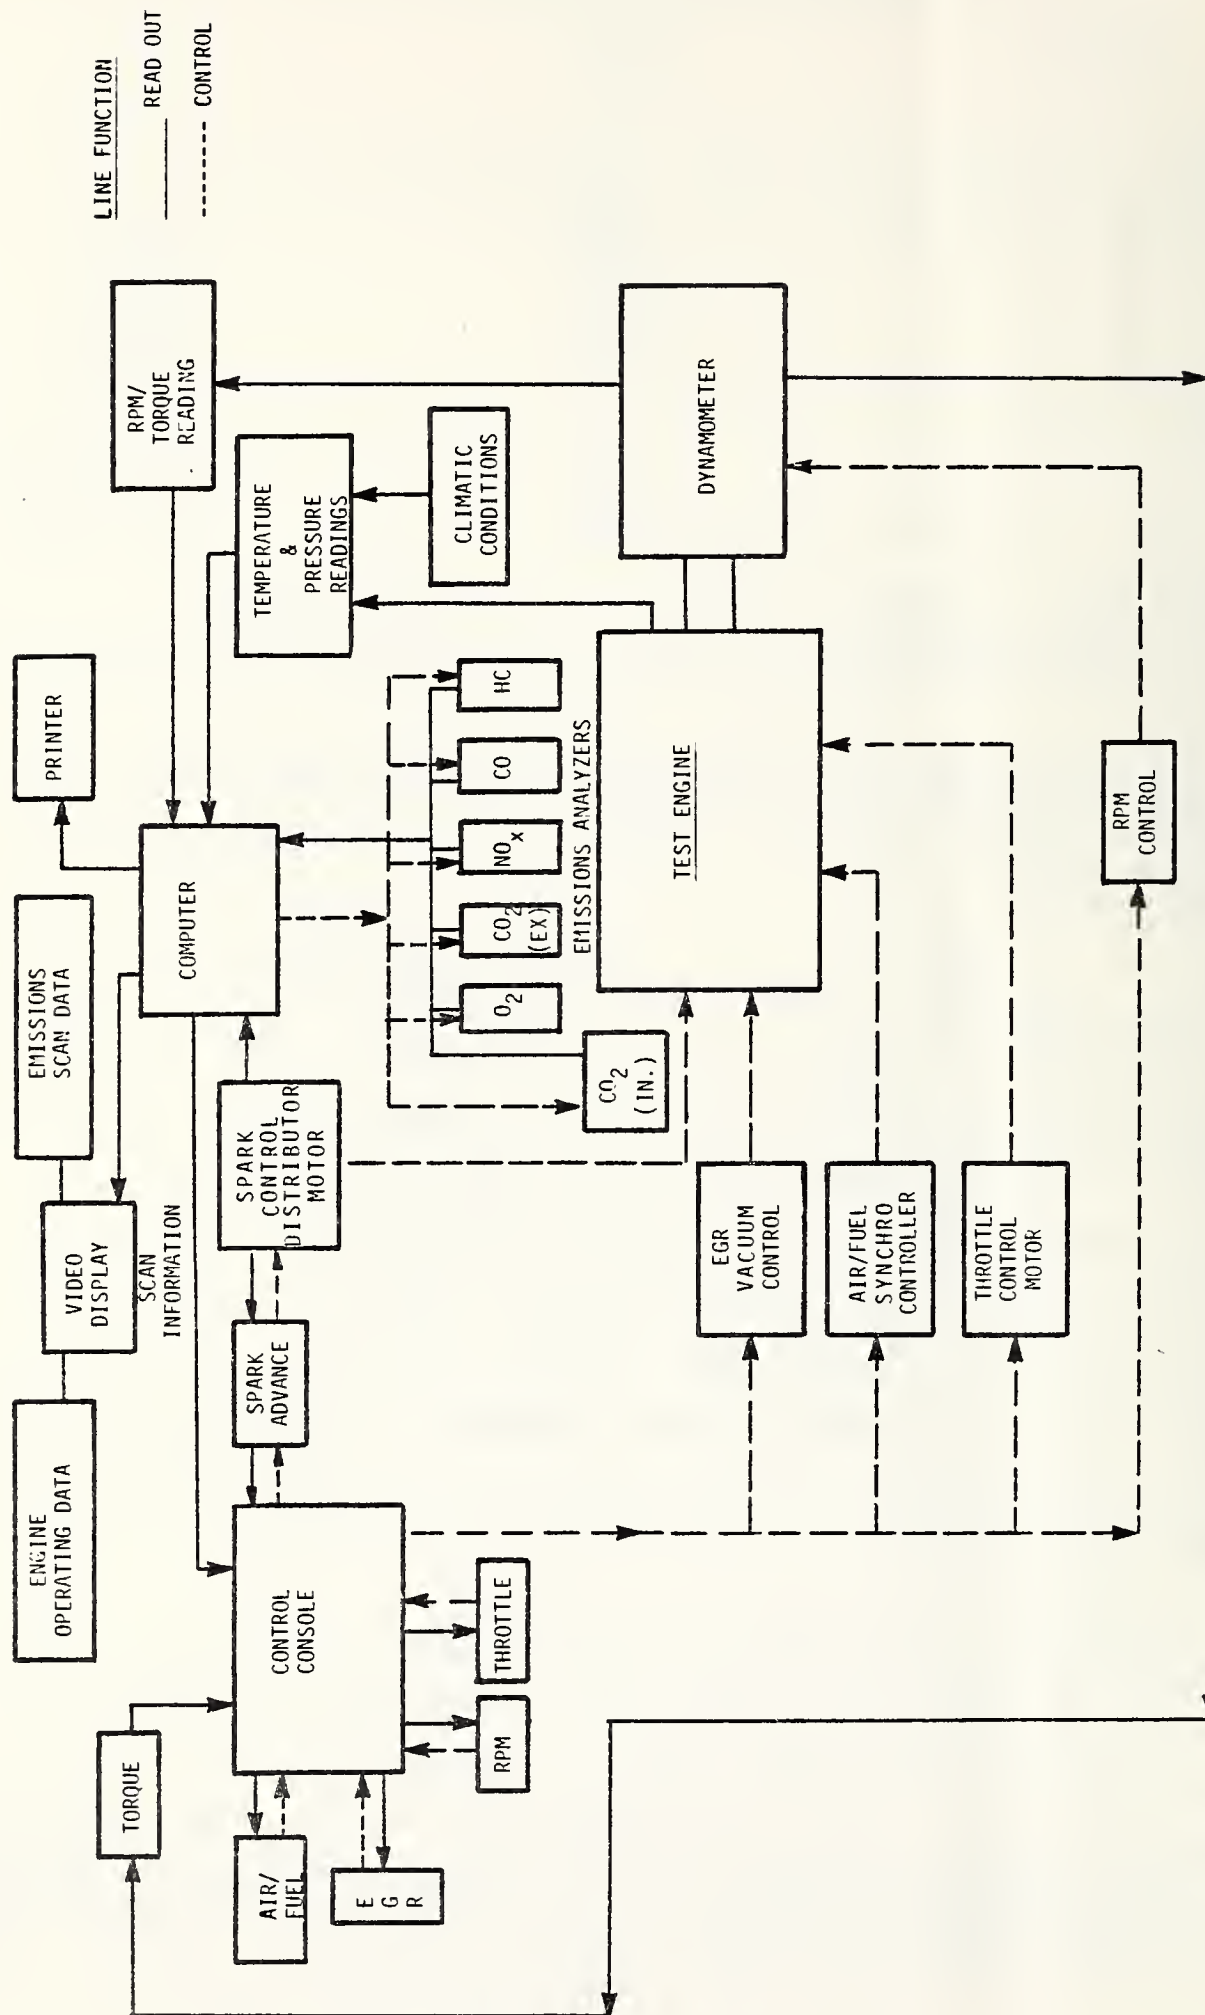 LINE FUNCTION
READ OUT
CONTROL
ENGINE
OPERATING DATA
VIDEO
DISPLAY
EMISSIONS
SCAN DATA
PRINTER
RPM/
TORQUE
READING
TORQUE
SCAN
INFORMATION
COMPUTER
TEMPERATURE
&
PRESSURE
READINGS
AIR/
FUEL
CONTROL
CONSOLE
SPARK
ADVANCE
SPARK
CONTROL
DISTRIBUTOR
MOTOR
EGR
RPM
THROTTLE
CLIMATIC
CONDITIONS
CO2
(IN.)
O2
CO2
(EX)
NOx
CO
HC
EMISSIONS ANALYZERS
TEST ENGINE
DYNAMOMETER
EGR
VACUUM
CONTROL
AIR/FUEL
SYNCHRO
CONTROLLER
THROTTLE
CONTROL
MOTOR
RPM
CONTROL